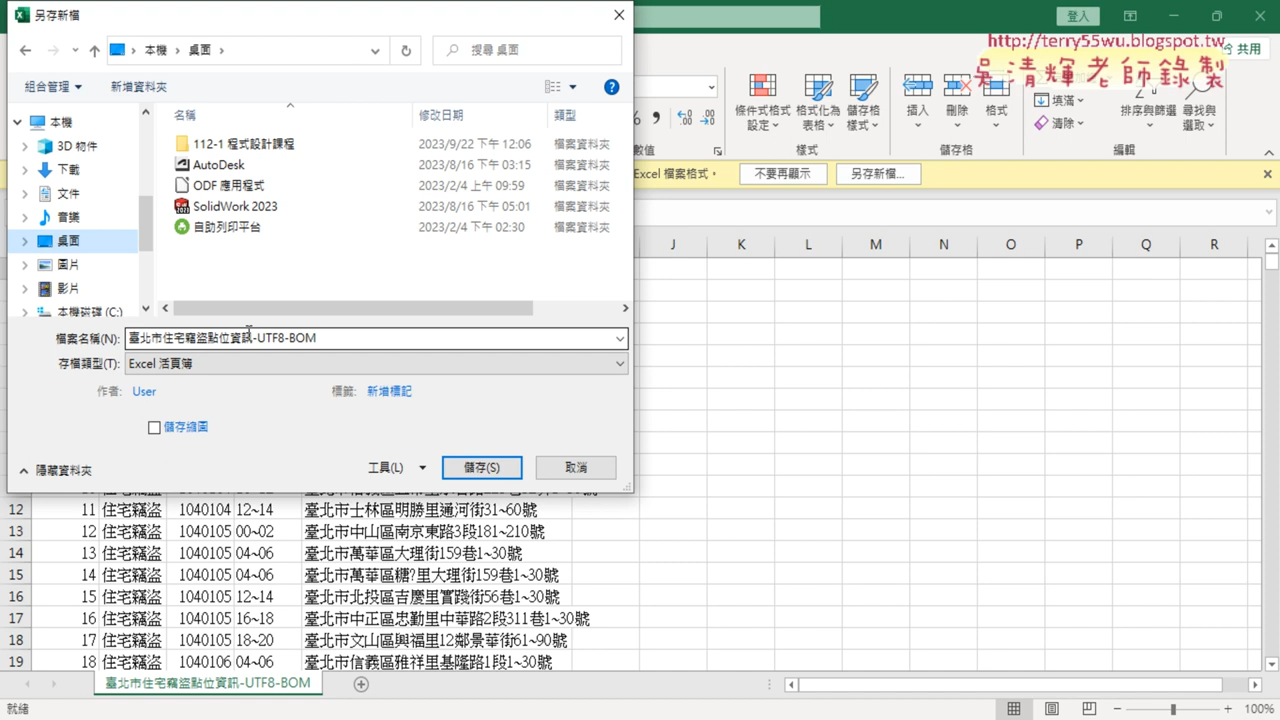 另存新檔
登入
http://terry55wu.blogspot.tw
共用
吳清輝老師錄製
本機 › 桌面 ›
搜尋 桌面
組合管理 新增資料夾
名稱 修改日期 類型
本機
3D 物件
下載
文件
音樂
桌面
圖片
影片
本機磁碟 (C:)
112-1 程式設計課程 2023/9/22 下午 12:06 檔案資料夾
AutoDesk 2023/8/16 下午 03:15 檔案資料夾
ODF 應用程式 2023/2/4 上午 09:59 檔案資料夾
SolidWork 2023 2023/8/16 下午 05:01 檔案資料夾
自助列印平台 2023/2/4 下午 02:30 檔案資料夾
檔案名稱(N): 臺北市住宅竊盜點位資訊-UTF8-BOM
存檔類型(T): Excel 活頁簿
作者: User 標籤: 新增標記
儲存縮圖
隱藏資料夾 工具(L) 儲存(S) 取消
條件式格式設定 格式化為表格 儲存格樣式 插入 刪除 格式 填滿 清除 排序與篩選 尋找與選取
數值 樣式 儲存格 編輯
Excel 檔案格式。 不要再顯示 另存新檔...
J K L M N O P Q R
12 11 住宅竊盜 1040104 12~14 臺北市士林區明勝里通河街31~60號
13 12 住宅竊盜 1040105 00~02 臺北市中山區南京東路3段181~210號
14 13 住宅竊盜 1040105 04~06 臺北市萬華區大理街159巷1~30號
15 14 住宅竊盜 1040105 04~06 臺北市萬華區糖?里大理街159巷1~30號
16 15 住宅竊盜 1040105 12~14 臺北市北投區吉慶里實踐街56巷1~30號
17 16 住宅竊盜 1040105 16~18 臺北市中正區忠勤里中華路2段311巷1~30號
18 17 住宅竊盜 1040105 18~20 臺北市文山區興福里12鄰景華街61~90號
19 18 住宅竊盜 1040106 04~06 臺北市信義區雅祥里基隆路1段1~30號
臺北市住宅竊盜點位資訊-UTF8-BOM
就緒 100%